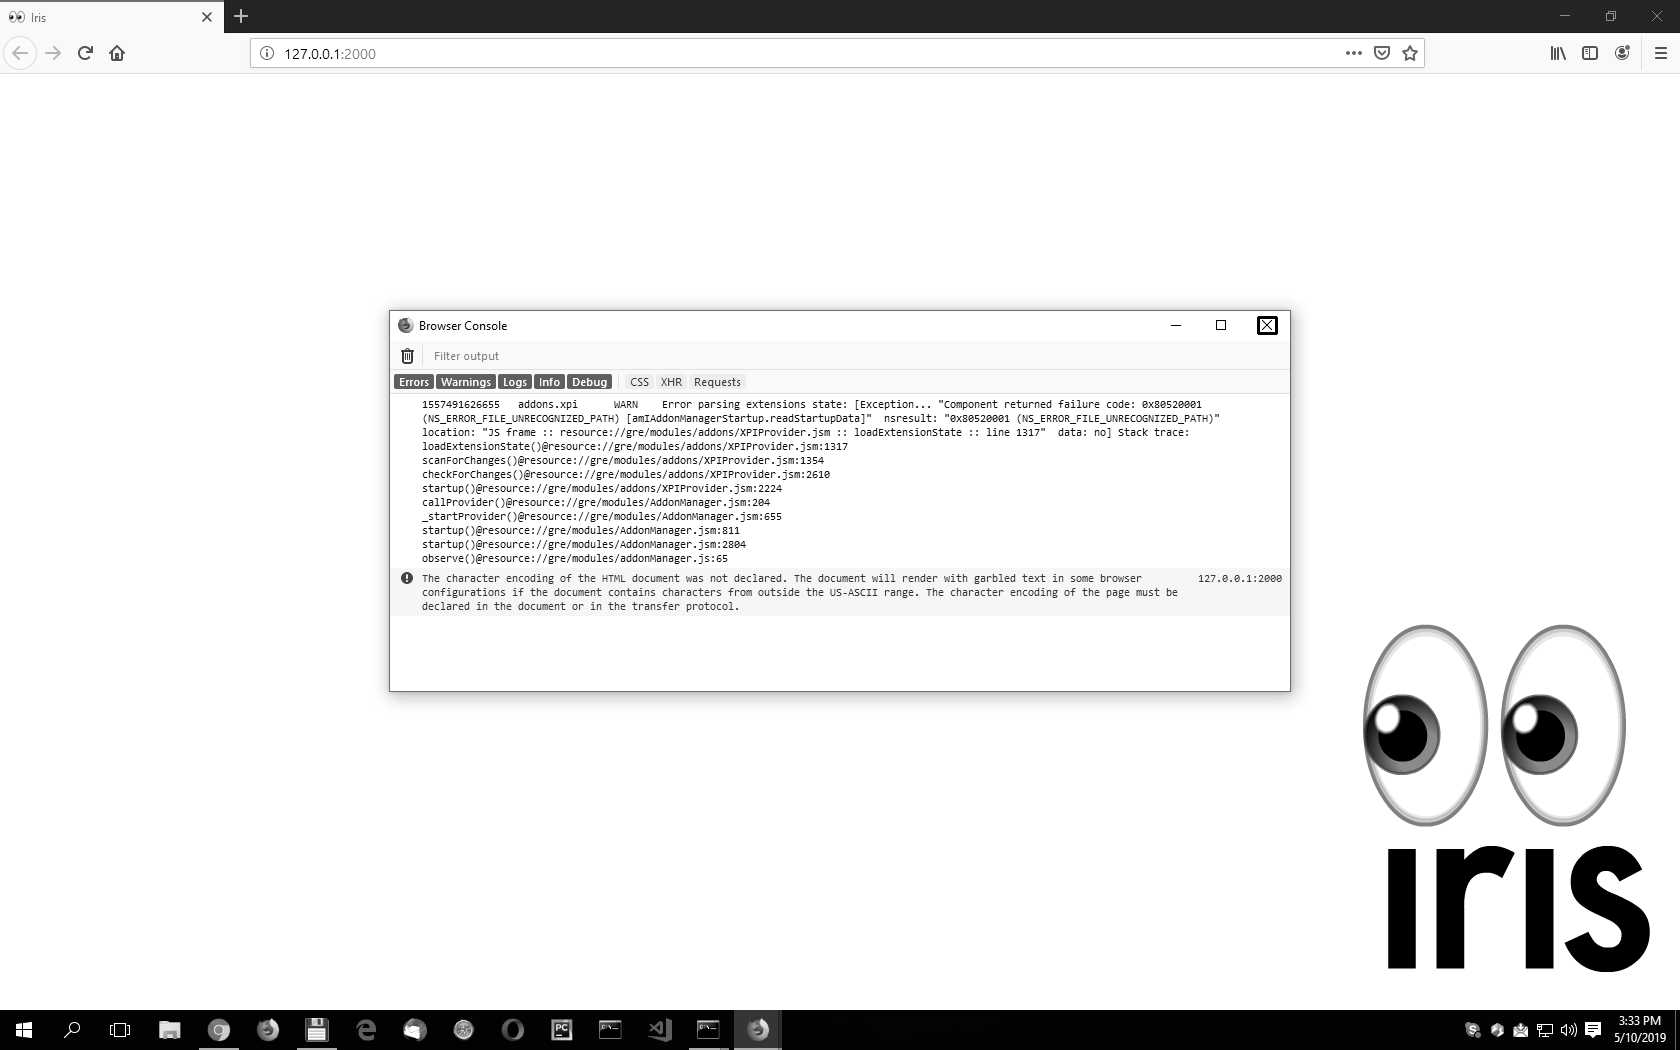 Iris
127.0.0.1:2000
Browser Console
Filter output
Errors Warnings Logs Info Debug CSS XHR Requests
1557491626655 addons.xpi WARN Error parsing extensions state: [Exception... "Component returned failure code: 0x80520001
(NS_ERROR_FILE_UNRECOGNIZED_PATH) [amIAddonManagerStartup.readStartupData]" nsresult: "0x80520001 (NS_ERROR_FILE_UNRECOGNIZED_PATH)"
location: "JS frame :: resource://gre/modules/addons/XPIProvider.jsm :: loadExtensionState :: line 1317" data: no] Stack trace:
loadExtensionState()@resource://gre/modules/addons/XPIProvider.jsm:1317
scanForChanges()@resource://gre/modules/addons/XPIProvider.jsm:1354
checkForChanges()@resource://gre/modules/addons/XPIProvider.jsm:2610
startup()@resource://gre/modules/addons/XPIProvider.jsm:2224
callProvider()@resource://gre/modules/AddonManager.jsm:204
_startProvider()@resource://gre/modules/AddonManager.jsm:655
startup()@resource://gre/modules/AddonManager.jsm:811
startup()@resource://gre/modules/AddonManager.jsm:2804
observe()@resource://gre/modules/addonManager.js:65
The character encoding of the HTML document was not declared. The document will render with garbled text in some browser 127.0.0.1:2000
configurations if the document contains characters from outside the US-ASCII range. The character encoding of the page must be
declared in the document or in the transfer protocol.
iris
PC
3:33 PM
5/10/2019